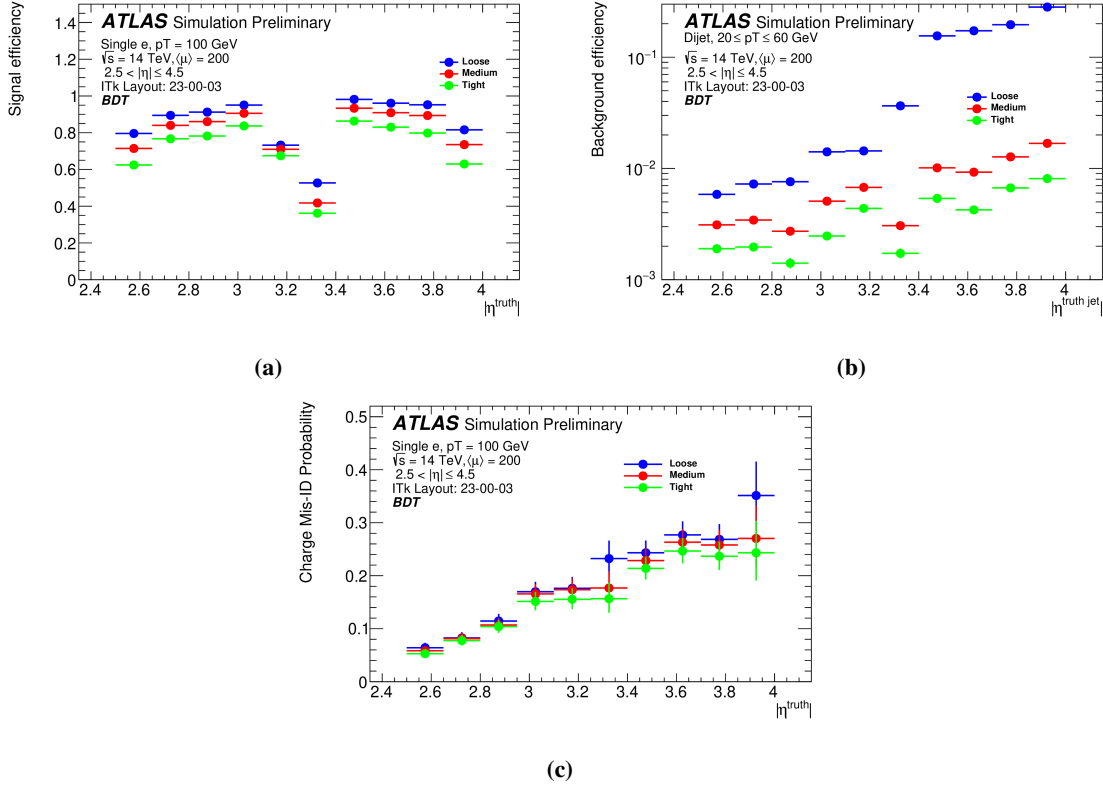 Signal efficiency
1.4
1.2
1
0.8
0.6
0.4
0.2
0
ATLAS Simulation Preliminary
Single e, pT = 100 GeV
√s = 14 TeV,⟨μ⟩ = 200
2.5 < |η| ≤ 4.5
ITk Layout: 23-00-03
BDT
Loose
Medium
Tight
2.4 2.6 2.8 3 3.2 3.4 3.6 3.8 4
|η^truth|
(a)
Background efficiency
10⁻¹
10⁻²
10⁻³
ATLAS Simulation Preliminary
Dijet, 20 ≤ pT ≤ 60 GeV
√s = 14 TeV,⟨μ⟩ = 200
2.5 < |η| ≤ 4.5
ITk Layout: 23-00-03
BDT
Loose
Medium
Tight
2.4 2.6 2.8 3 3.2 3.4 3.6 3.8 4
|η^truth jet|
(b)
Charge Mis-ID Probability
0.5
0.4
0.3
0.2
0.1
0
ATLAS Simulation Preliminary
Single e, pT = 100 GeV
√s = 14 TeV,⟨μ⟩ = 200
2.5 < |η| ≤ 4.5
ITk Layout: 23-00-03
BDT
Loose
Medium
Tight
2.4 2.6 2.8 3 3.2 3.4 3.6 3.8 4
|η^truth|
(c)